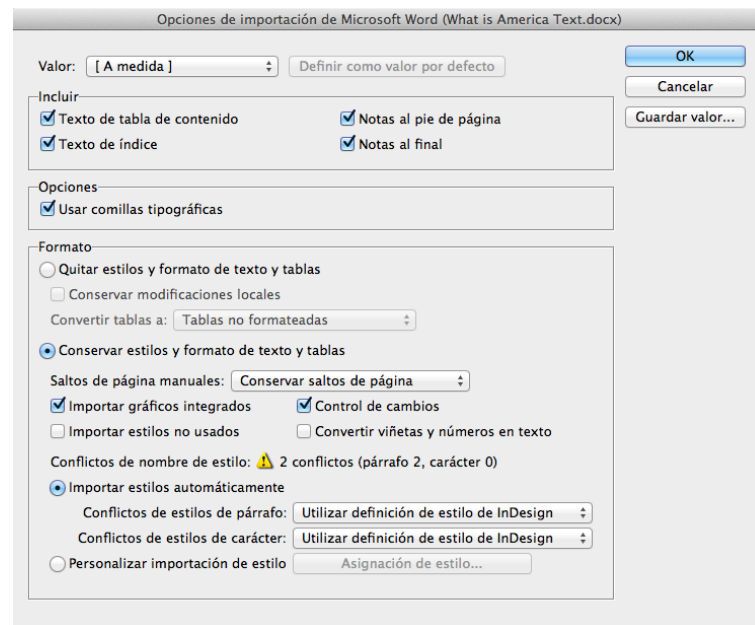 Opciones de importación de Microsoft Word (What is America Text.docx)
Valor: [ A medida ] Definir como valor por defecto
OK
Cancelar
Guardar valor...
Incluir
Texto de tabla de contenido Notas al pie de página
Texto de índice Notas al final
Opciones
Usar comillas tipográficas
Formato
Quitar estilos y formato de texto y tablas
Conservar modificaciones locales
Convertir tablas a: Tablas no formateadas
Conservar estilos y formato de texto y tablas
Saltos de página manuales: Conservar saltos de página
Importar gráficos integrados Control de cambios
Importar estilos no usados Convertir viñetas y números en texto
Conflictos de nombre de estilo: 2 conflictos (párrafo 2, carácter 0)
Importar estilos automáticamente
Conflictos de estilos de párrafo: Utilizar definición de estilo de InDesign
Conflictos de estilos de carácter: Utilizar definición de estilo de InDesign
Personalizar importación de estilo Asignación de estilo...